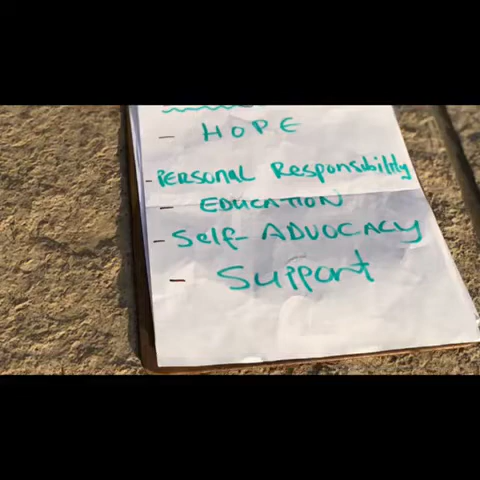 - HOPE
- PERSONAL Responsibility
- EDUCATION
- Self-ADVOCACY
- Support